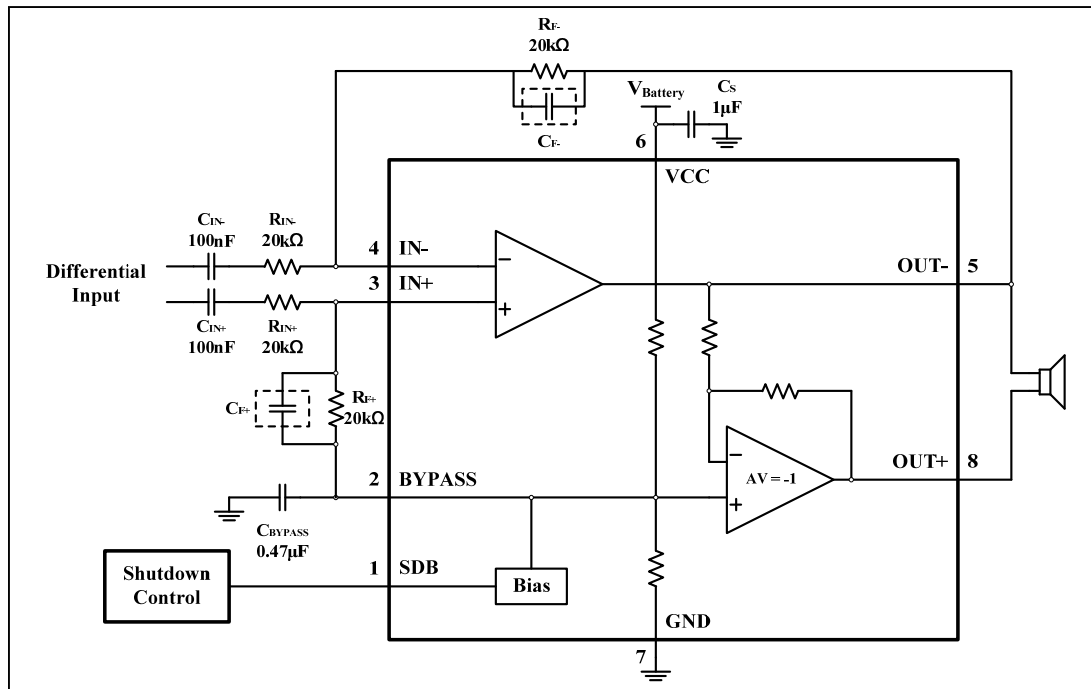 RF-
20kΩ
CF-
VBattery
CS
1µF
6
VCC
CIN-
100nF
RIN-
20kΩ
4
IN-
Differential
Input
3
IN+
CIN+
100nF
RIN+
20kΩ
OUT-
5
CF+
RF+
20kΩ
2
BYPASS
AV = -1
OUT+
8
CBYPASS
0.47µF
Shutdown
Control
1
SDB
Bias
GND
7